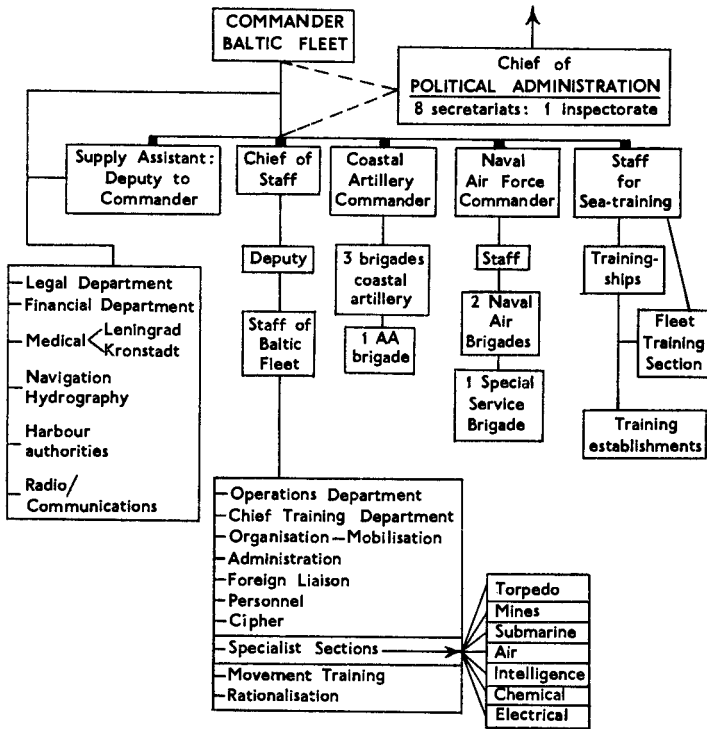 COMMANDER
BALTIC FLEET
Chief of
POLITICAL ADMINISTRATION
8 secretariats: 1 inspectorate
Supply Assistant:
Deputy to
Commander
Chief of
Staff
Coastal
Artillery
Commander
Naval
Air Force
Commander
Staff
for
Sea-training
Deputy
3 brigades
coastal
artillery
Staff
Training-
ships
Legal Department
Financial Department
Medical
Leningrad
Kronstadt
Navigation
Hydrography
Harbour
authorities
Radio/
Communications
Staff of
Baltic
Fleet
1 AA
brigade
2 Naval
Air
Brigades
1 Special
Service
Brigade
Fleet
Training
Section
Training
establishments
Operations Department
Chief Training Department
Organisation—Mobilisation
Administration
Foreign Liaison
Personnel
Cipher
Specialist Sections
Movement Training
Rationalisation
Torpedo
Mines
Submarine
Air
Intelligence
Chemical
Electrical